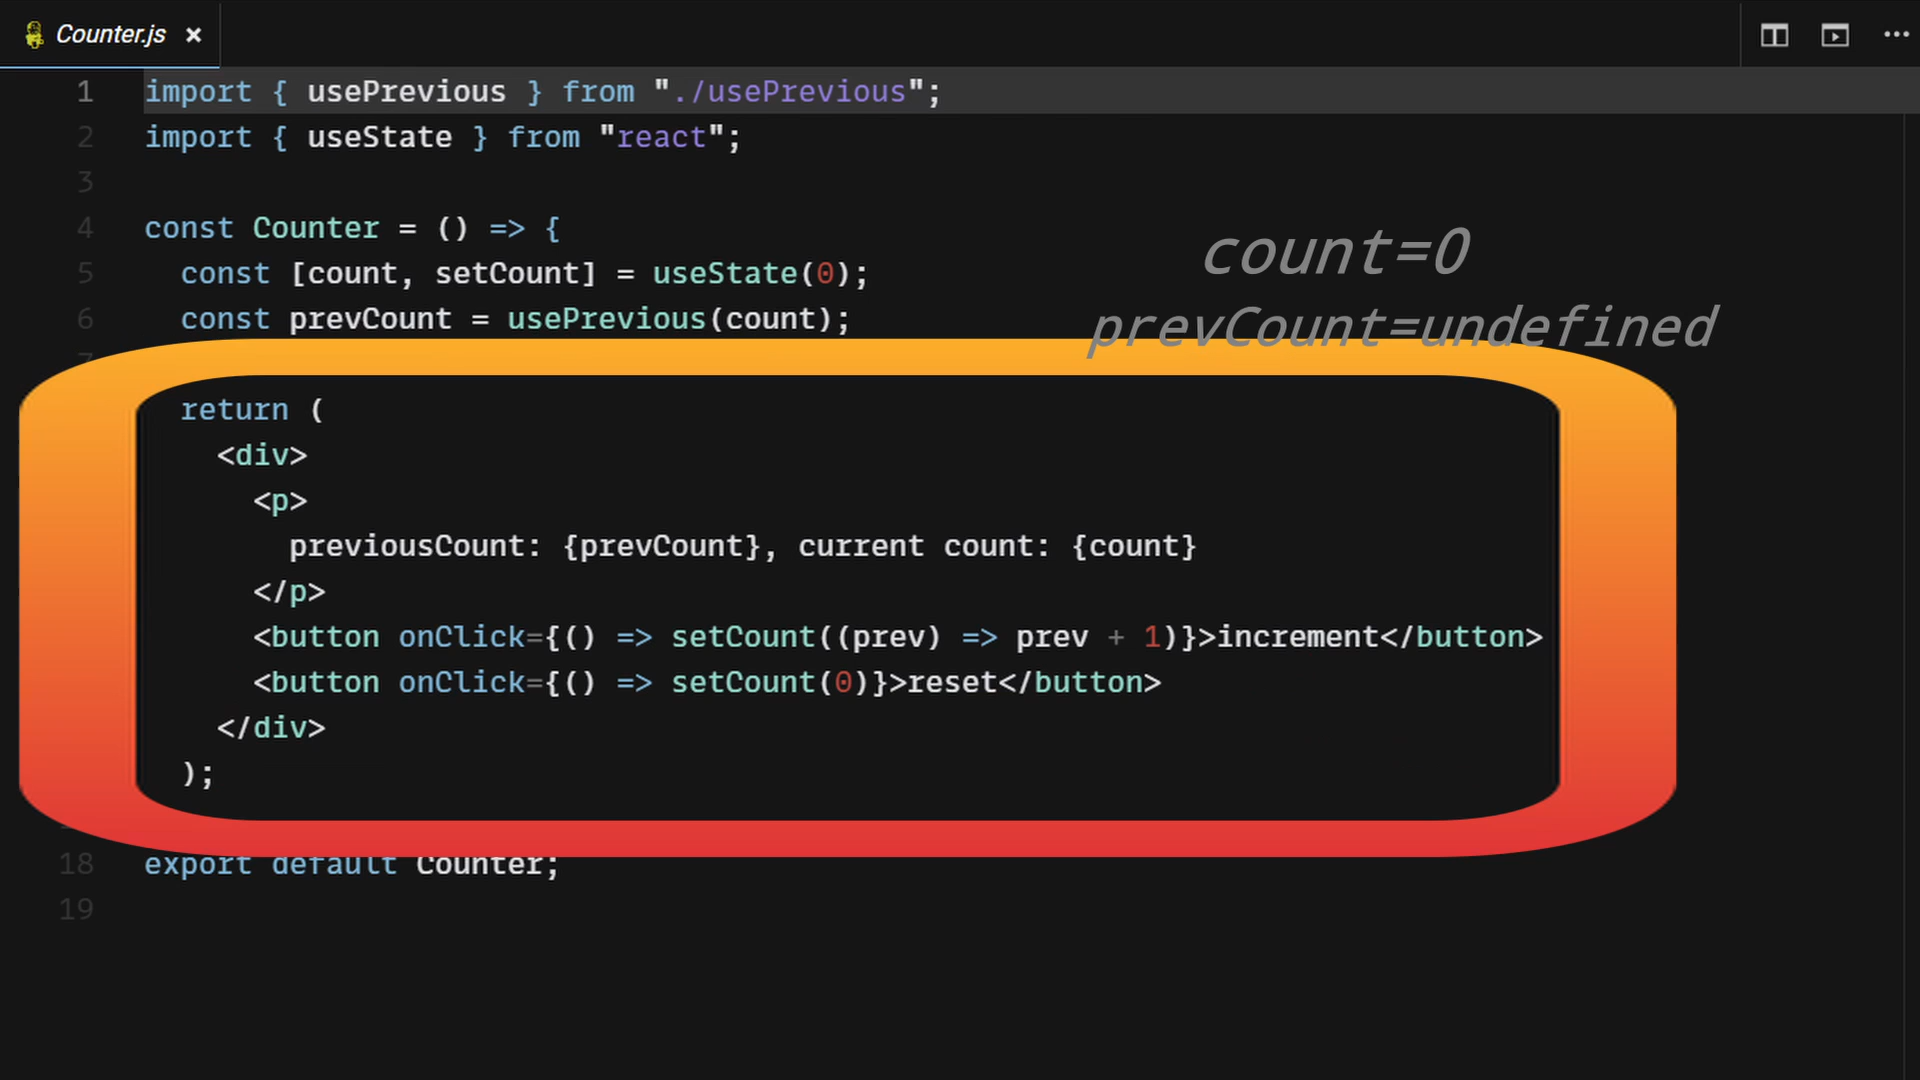 Counter.js
1 import { usePrevious } from "./usePrevious";
2 import { useState } from "react";
3
4 const Counter = () => {
count=0
5 const [count, setCount] = useState(0);
6 const prevCount = usePrevious(count);
prevCount=undefined
return (
<div>
<p>
previousCount: {prevCount}, current count: {count}
</p>
<button onClick={() => setCount((prev) => prev + 1)}>increment</button>
<button onClick={() => setCount(0)}>reset</button>
</div>
);
18 export default Counter;
19